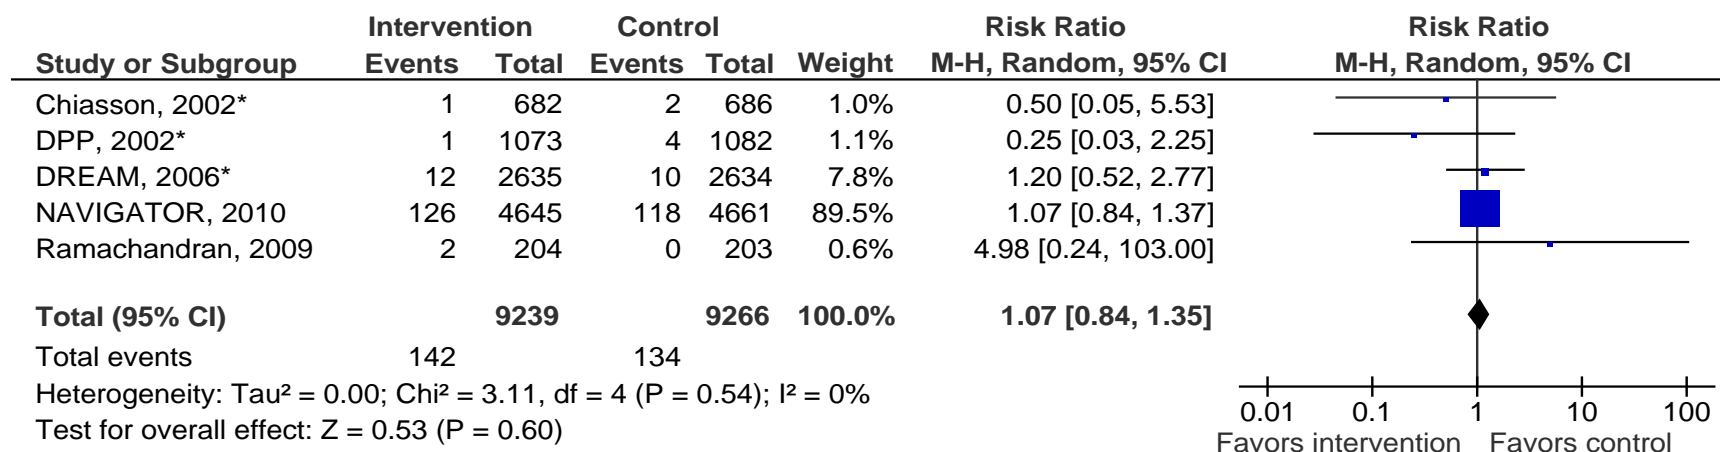 Intervention Control Risk Ratio Risk Ratio
Study or Subgroup Events Total Events Total Weight M-H, Random, 95% CI M-H, Random, 95% CI
Chiasson, 2002* 1 682 2 686 1.0% 0.50 [0.05, 5.53]
DPP, 2002* 1 1073 4 1082 1.1% 0.25 [0.03, 2.25]
DREAM, 2006* 12 2635 10 2634 7.8% 1.20 [0.52, 2.77]
NAVIGATOR, 2010 126 4645 118 4661 89.5% 1.07 [0.84, 1.37]
Ramachandran, 2009 2 204 0 203 0.6% 4.98 [0.24, 103.00]
Total (95% CI) 9239 9266 100.0% 1.07 [0.84, 1.35]
Total events 142 134
Heterogeneity: Tau² = 0.00; Chi² = 3.11, df = 4 (P = 0.54); I² = 0%
Test for overall effect: Z = 0.53 (P = 0.60)
0.01 0.1 1 10 100
Favors intervention Favors control